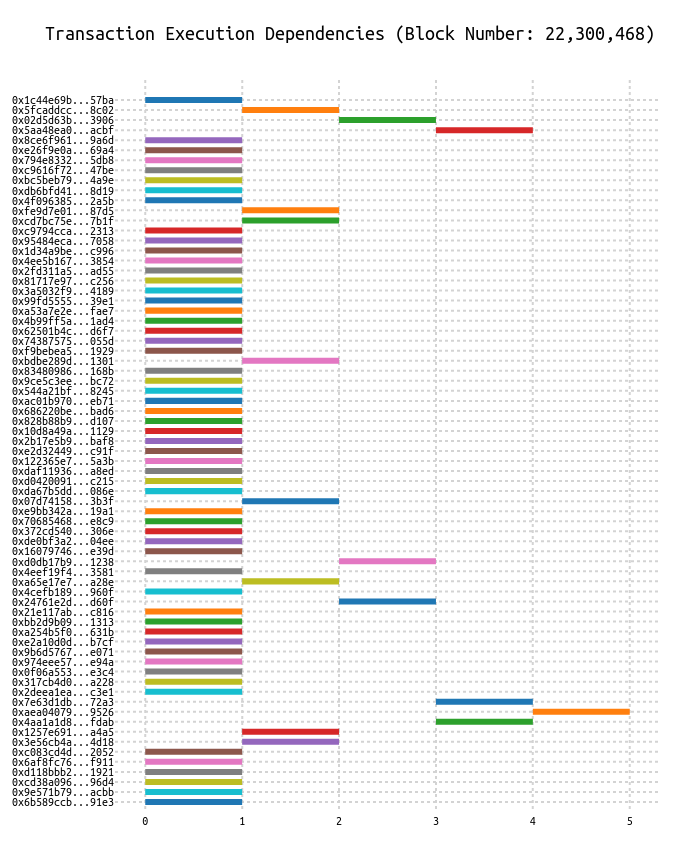 Transaction Execution Dependencies (Block Number: 22,300,468)
0x1c44e69b...57ba
0x5fcaddcc...8c02
0x02d5d63b...3906
0x5aa48ea0...acbf
0x8ce6f961...9a6d
0xe26f9e0a...69a4
0x794e8332...5db8
0xc9616f72...47be
0xbc5beb79...4a9e
0xdb6bfd41...8d19
0x4f096385...2a5b
0xfe9d7e01...87d5
0xcd7bc75e...7b1f
0xc9794cca...2313
0x95484eca...7058
0x1d34a9be...c996
0x4ee5b167...3854
0x2fd311a5...ad55
0x81717e97...c256
0x3a5032f9...4189
0x99fd5555...39e1
0xa53a7e2e...fae7
0x4b99ff5a...1ad4
0x62501b4c...d6f7
0x74387575...055d
0xf9bebea5...1929
0xbdbe289d...1301
0x83480986...168b
0x9ce5c3ee...bc72
0x544a21bf...8245
0xac01b970...eb71
0x686220be...bad6
0x828b88b9...d107
0x10d8a49a...1129
0x2b17e5b9...baf8
0xe2d32449...c91f
0x122365e7...5a3b
0xdaf11936...a8ed
0xd0420091...c215
0xda67b5dd...086e
0x07d74158...3b3f
0xe9bb342a...19a1
0x70685468...e8c9
0x372cd540...306e
0xde0bf3a2...04ee
0x16079746...e39d
0xd0db17b9...1238
0x4eef19f4...3581
0xa65e17e7...a28e
0x4cefb189...960f
0x24761e2d...d60f
0x21e117ab...c816
0xbb2d9b09...1313
0xa254b5f0...631b
0xe2a10d0d...b7cf
0x9b6d5767...e071
0x974eee57...e94a
0x0f06a553...e3c4
0x317cb4d0...a228
0x2deea1ea...c3e1
0x7e63d1db...72a3
0xaea04079...9526
0x4aa1a1d8...fdab
0x1257e691...a4a5
0x3e56cb4a...4d18
0xc083cd4d...2052
0x6af8fc76...f911
0xd118bbb2...1921
0xcd38a096...96d4
0x9e571b79...acbb
0x6b589ccb...91e3
0 1 2 3 4 5